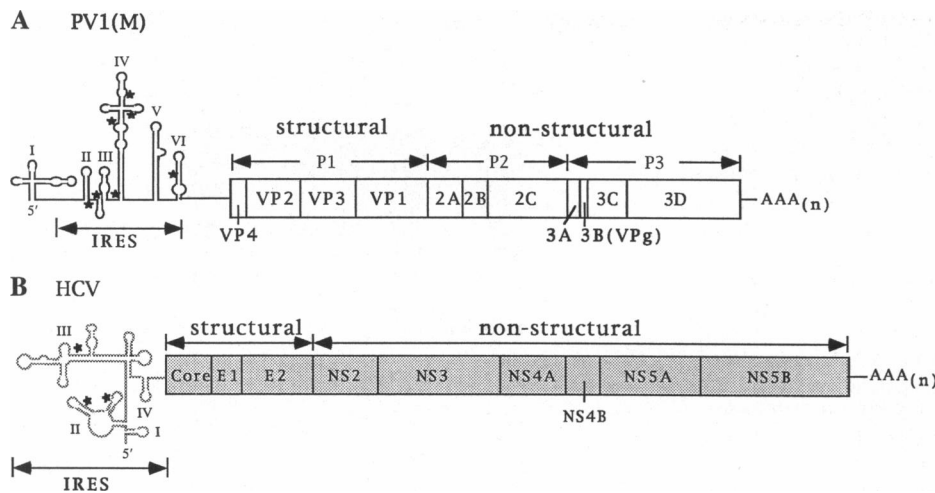 A PV1(M)
IV
V
VI
I
II III
5'
IRES
structural non-structural
P1 P2 P3
VP2 VP3 VP1 2A 2B 2C 3C 3D AAA(n)
VP4 3A 3B(VPg)
B HCV
III
IV
II
I
5'
IRES
structural non-structural
Core E1 E2 NS2 NS3 NS4A NS5A NS5B AAA(n)
NS4B